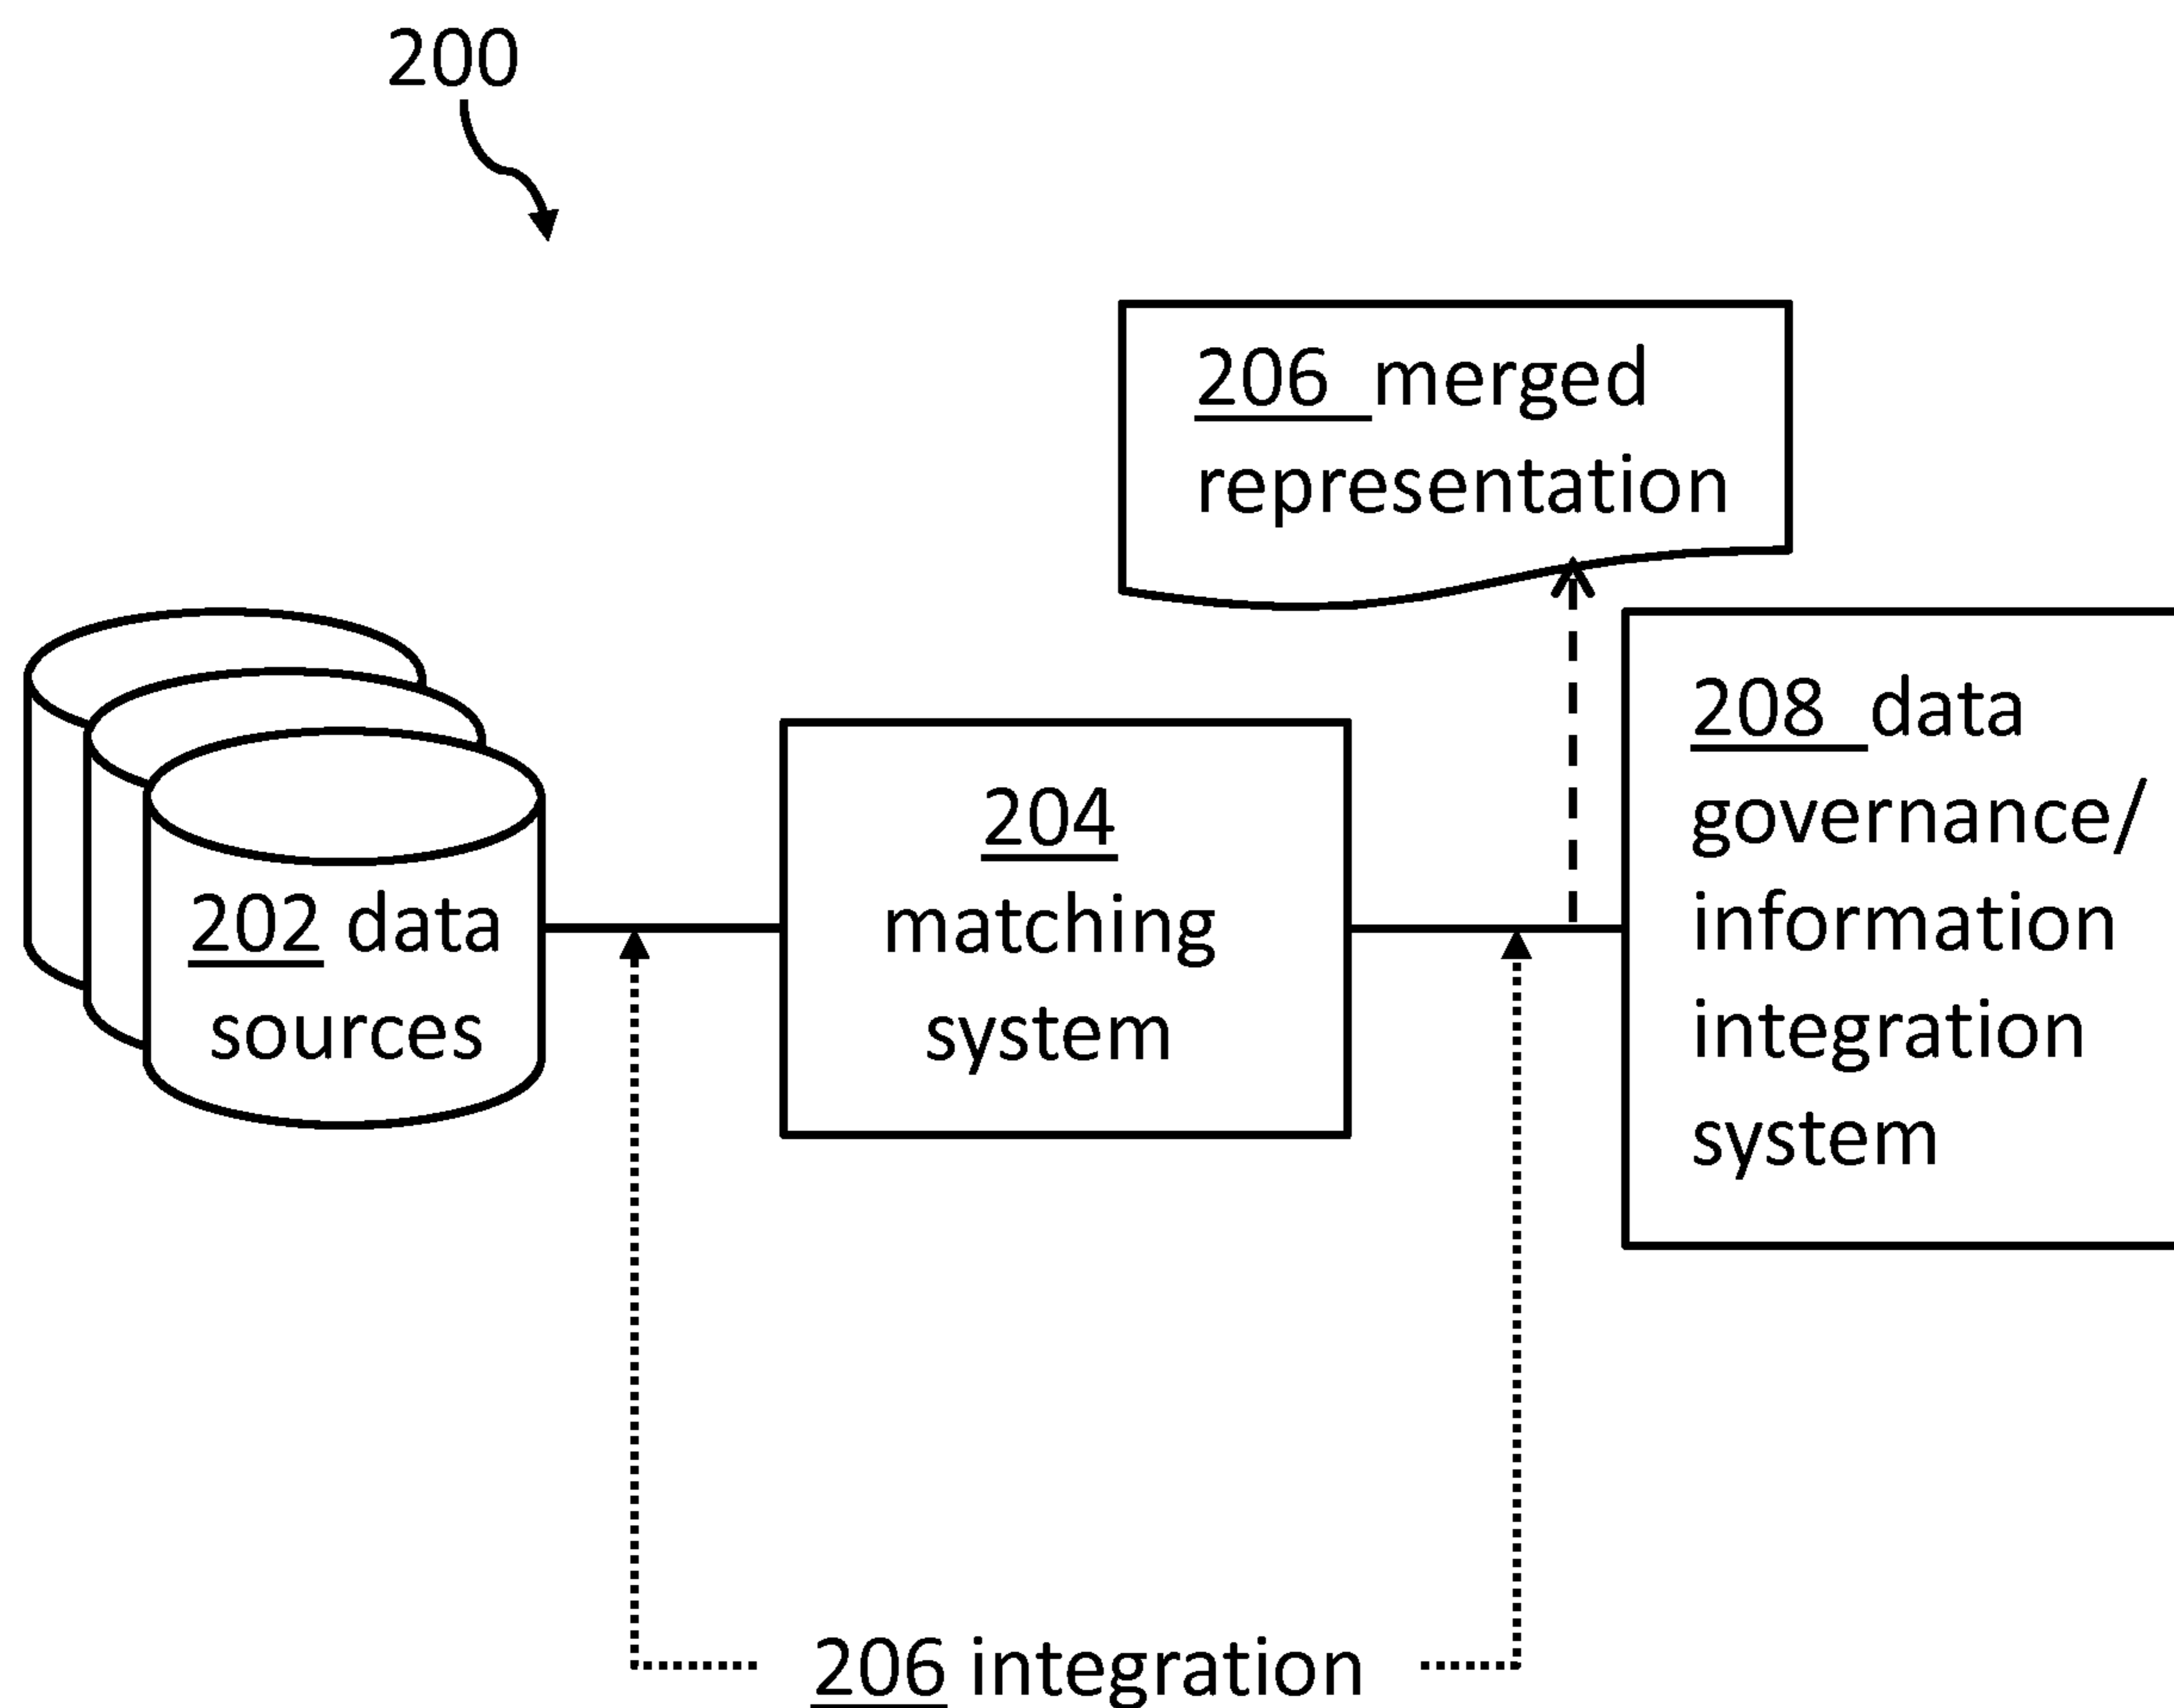 200
206 merged
representation
208 data
governance/
information
integration
system
204
matching
system
202 data
sources
206 integration